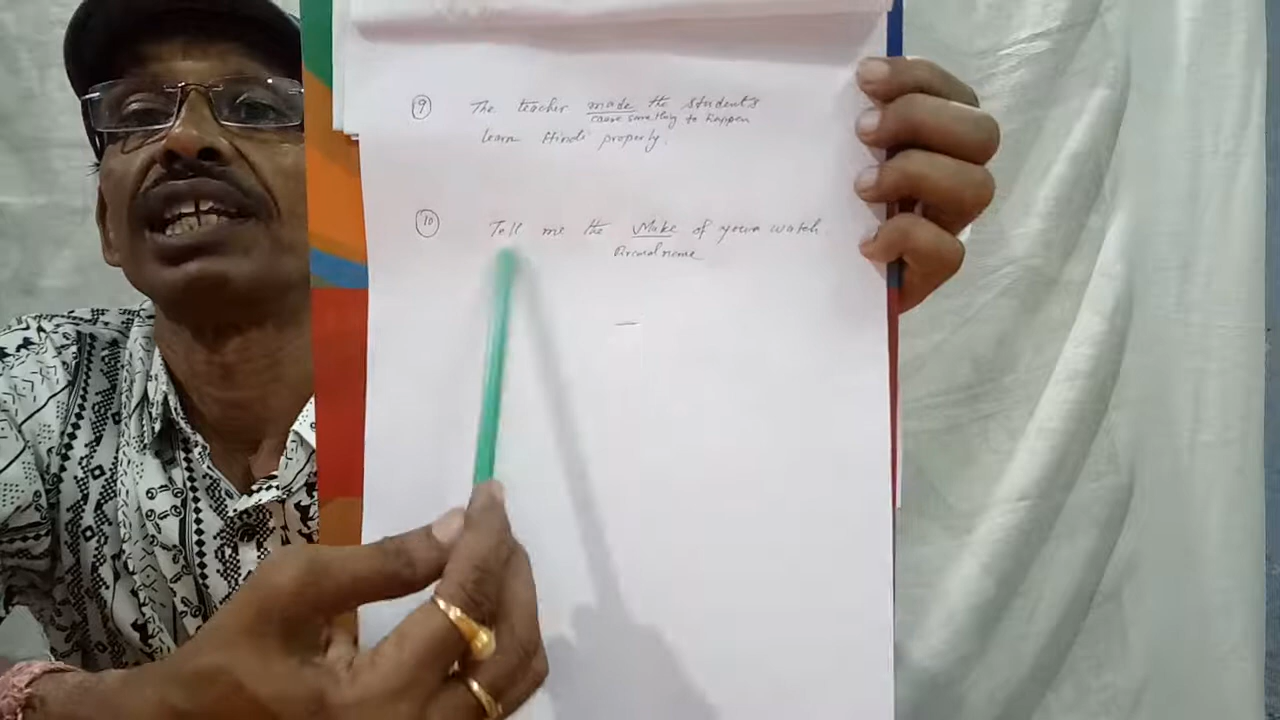 9 The teacher made the students
cause something to happen
learn Hindi properly.
10 Tell me the Make of your watch.
Brand name